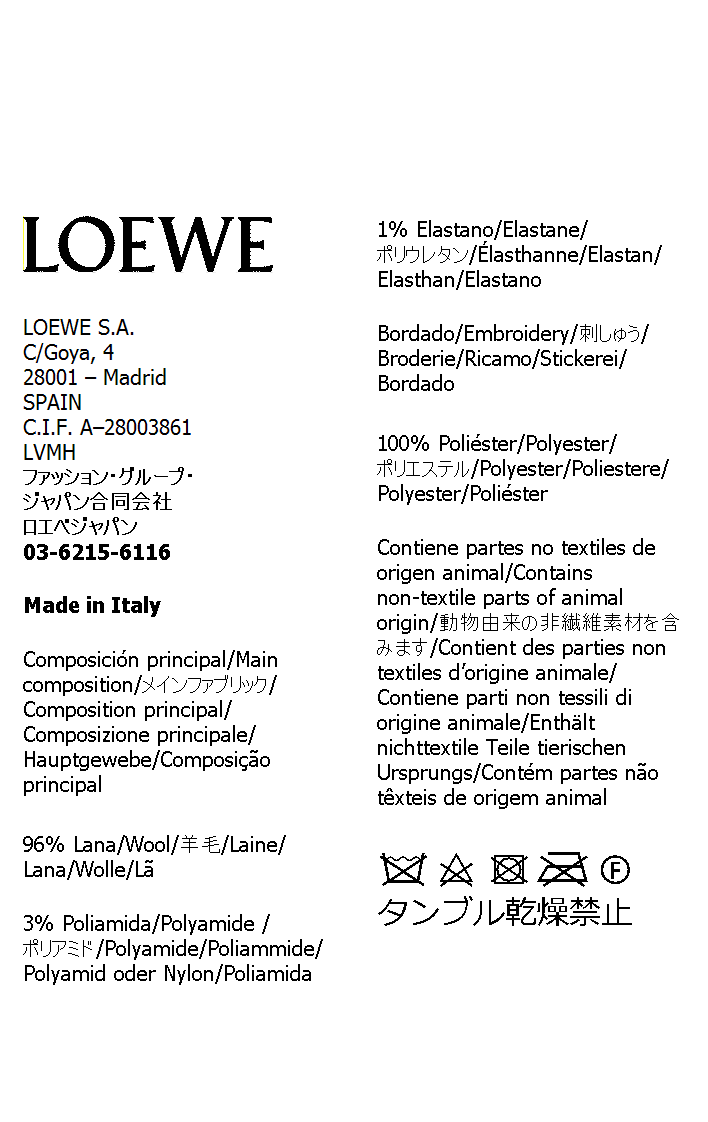 LOEWE
LOEWE S.A.
C/Goya, 4
28001 – Madrid
SPAIN
C.I.F. A–28003861
LVMH
ファッション・グループ・
ジャパン合同会社
ロエベジャパン
03-6215-6116
Made in Italy
Composición principal/Main
composition/メインファブリック/
Composition principal/
Composizione principale/
Hauptgewebe/Composição
principal
96% Lana/Wool/羊毛/Laine/
Lana/Wolle/Lã
3% Poliamida/Polyamide /
ポリアミド/Polyamide/Poliammide/
Polyamid oder Nylon/Poliamida
1% Elastano/Elastane/
ポリウレタン/Élasthanne/Elastan/
Elasthan/Elastano
Bordado/Embroidery/刺しゅう/
Broderie/Ricamo/Stickerei/
Bordado
100% Poliéster/Polyester/
ポリエステル/Polyester/Poliestere/
Polyester/Poliéster
Contiene partes no textiles de
origen animal/Contains
non-textile parts of animal
origin/動物由来の非繊維素材を含
みます/Contient des parties non
textiles d’origine animale/
Contiene parti non tessili di
origine animale/Enthält
nichttextile Teile tierischen
Ursprungs/Contém partes não
têxteis de origem animal
F
タンブル乾燥禁止